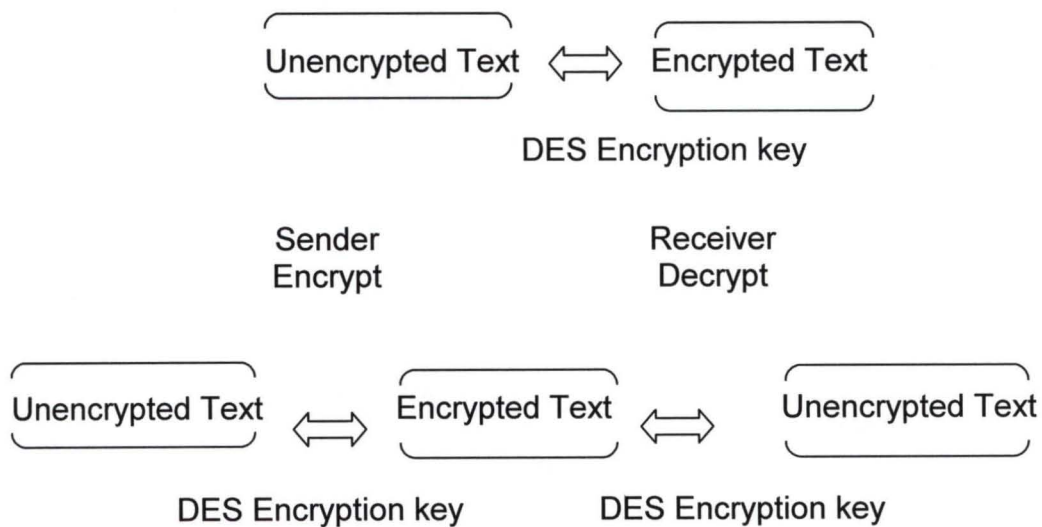 Unencrypted Text Encrypted Text
DES Encryption key
Sender Receiver
Encrypt Decrypt
Unencrypted Text Encrypted Text Unencrypted Text
DES Encryption key DES Encryption key